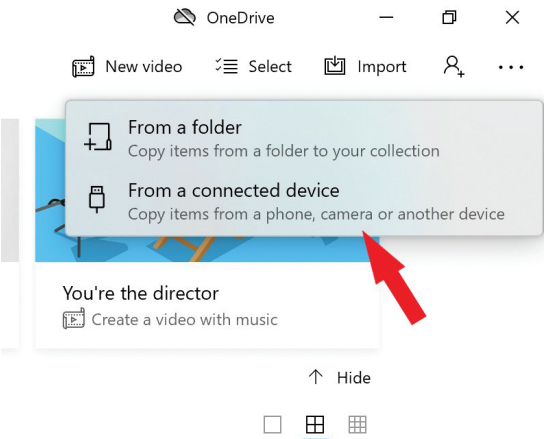 OneDrive
New video
Select
Import
From a folder
Copy items from a folder to your collection
From a connected device
Copy items from a phone, camera or another device
You're the director
Create a video with music
Hide